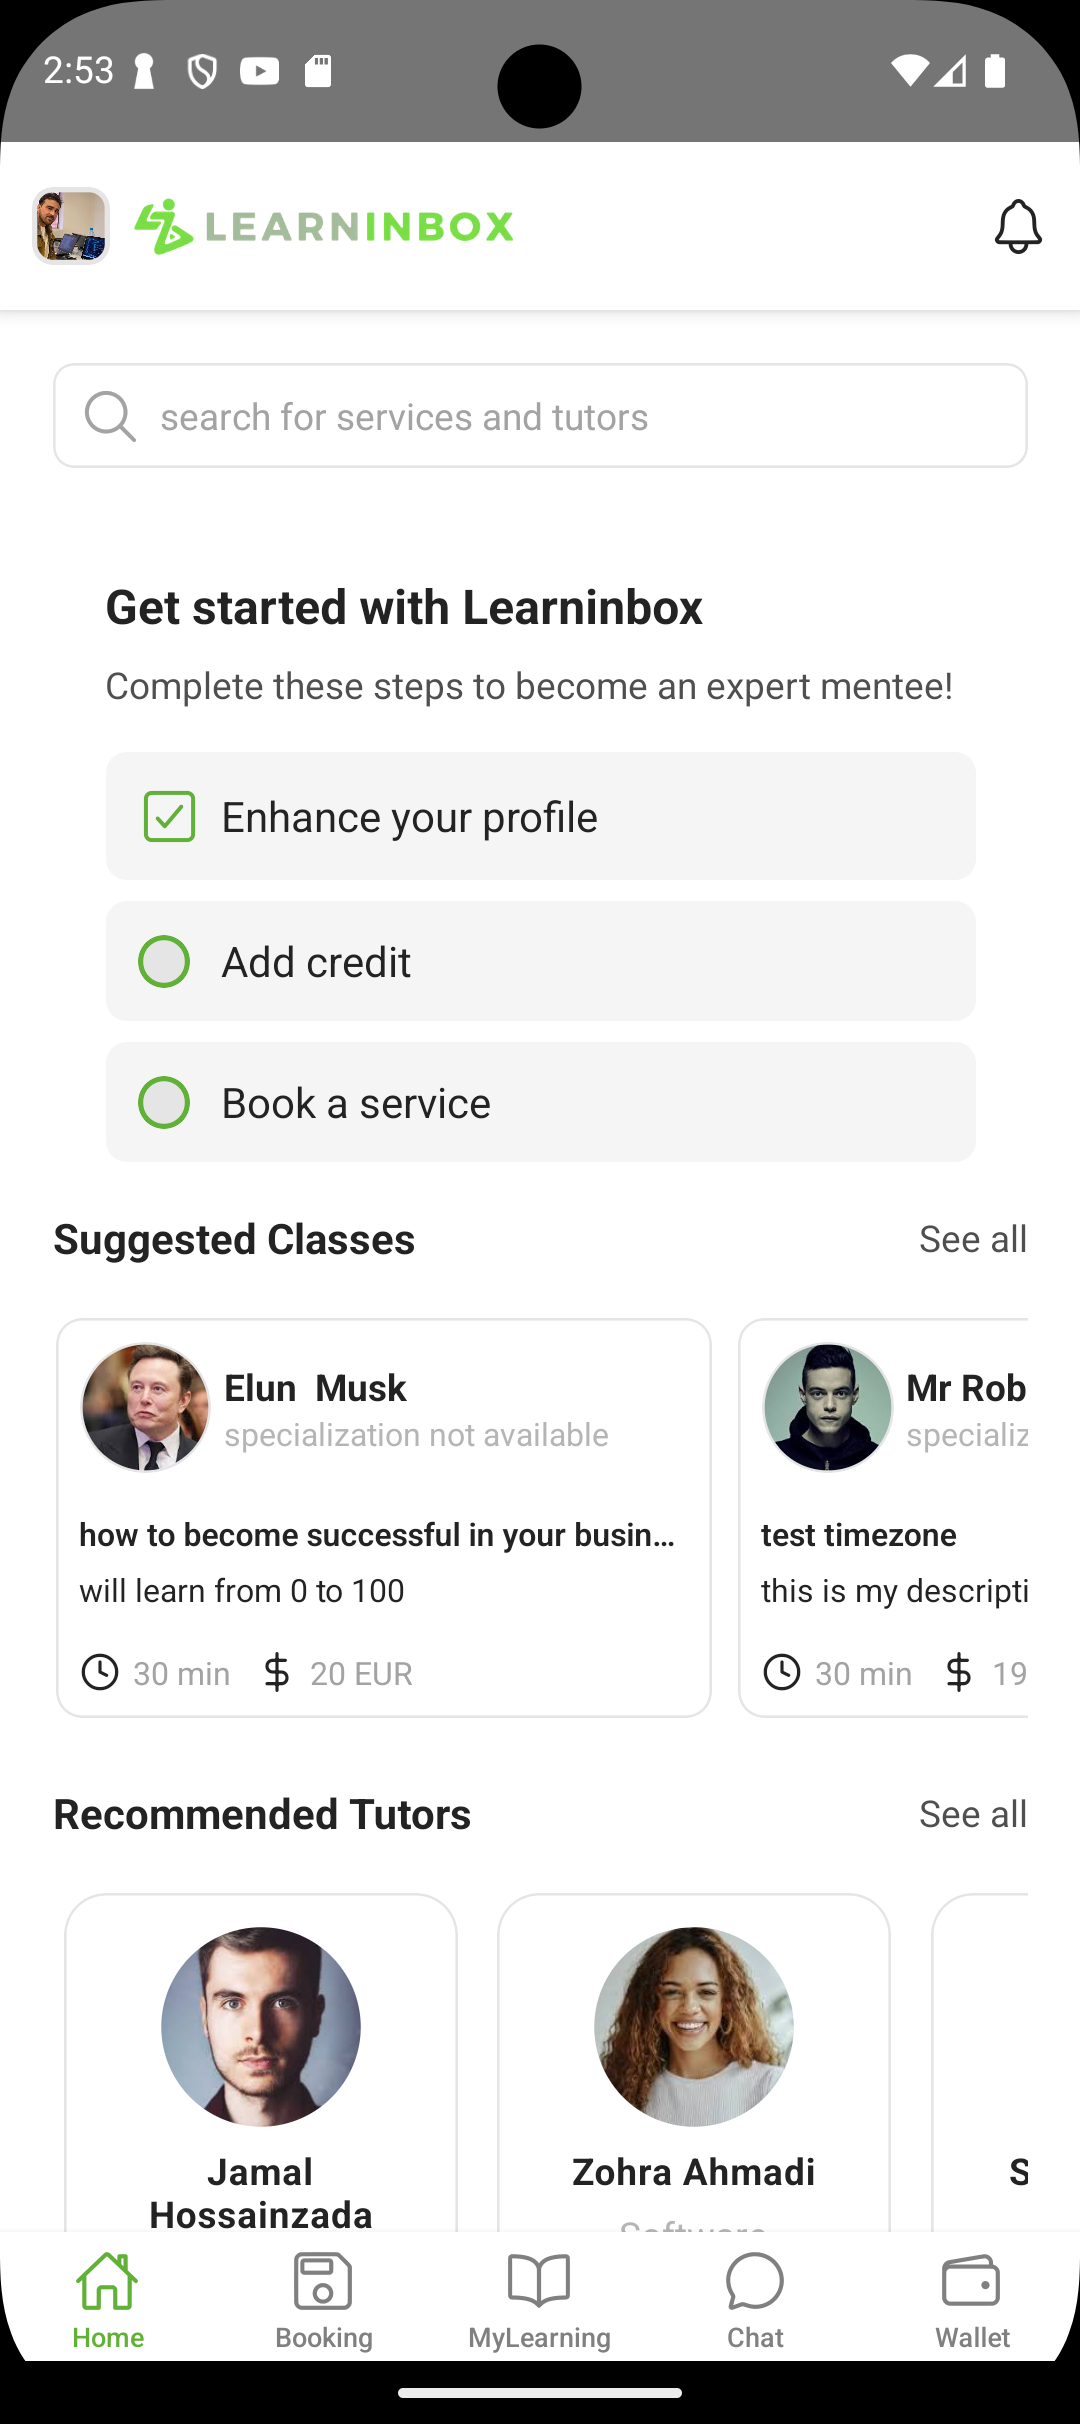 2:53
LEARNINBOX
search for services and tutors
Get started with Learninbox
Complete these steps to become an expert mentee!
Enhance your profile
Add credit
Book a service
Suggested Classes
See all
Elun Musk
specialization not available
how to become successful in your busin...
will learn from 0 to 100
30 min
$ 20 EUR
Mr Rob
specializ
test timezone
this is my descripti
30 min
$ 19
Recommended Tutors
See all
Jamal
Hossainzada
Zohra Ahmadi
Software
S
Home
Booking
MyLearning
Chat
Wallet